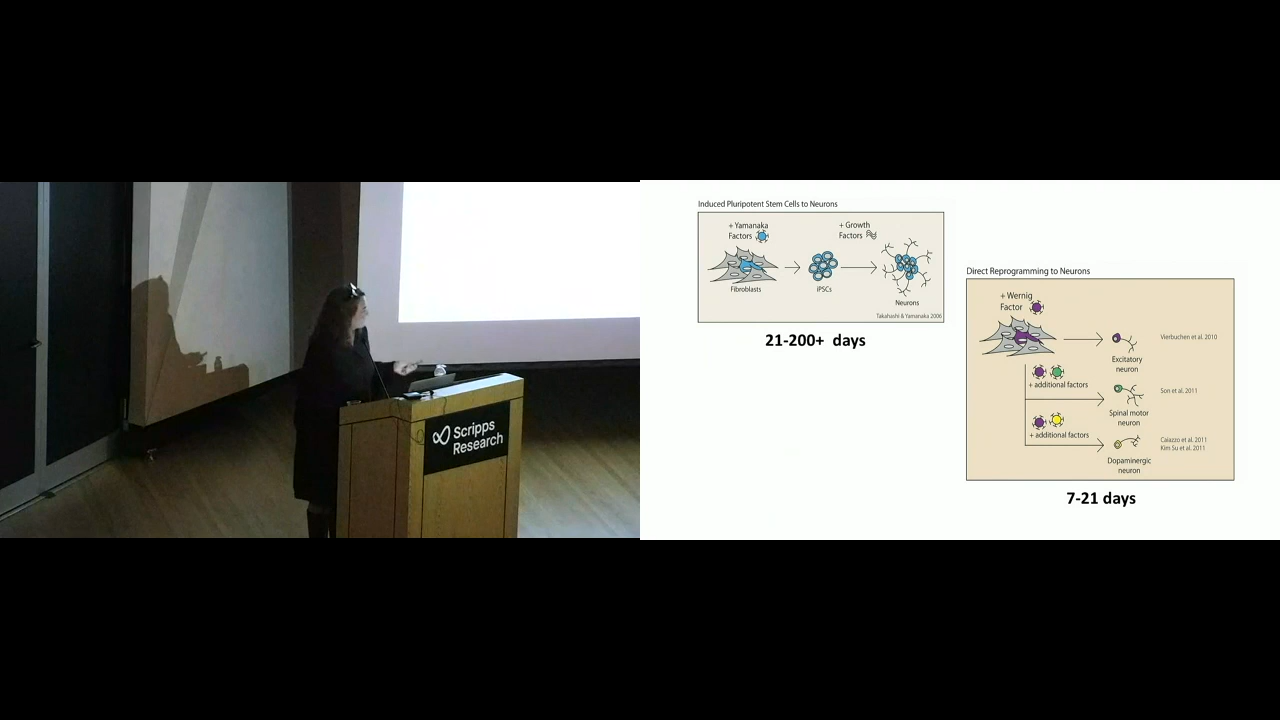 Scripps
Research
Induced Pluripotent Stem Cells to Neurons
+ Yamanaka
Factors
+ Growth
Factors
Fibroblasts
iPSCs
Neurons
Takahashi & Yamanaka 2006
21-200+ days
Direct Reprogramming to Neurons
+ Wernig
Factor
Vierbuchen et al. 2010
Excitatory
neuron
+ additional factors
Son et al. 2011
Spinal motor
neuron
+ additional factors
Caiazzo et al. 2011
Kim Su et al. 2011
Dopaminergic
neuron
7-21 days